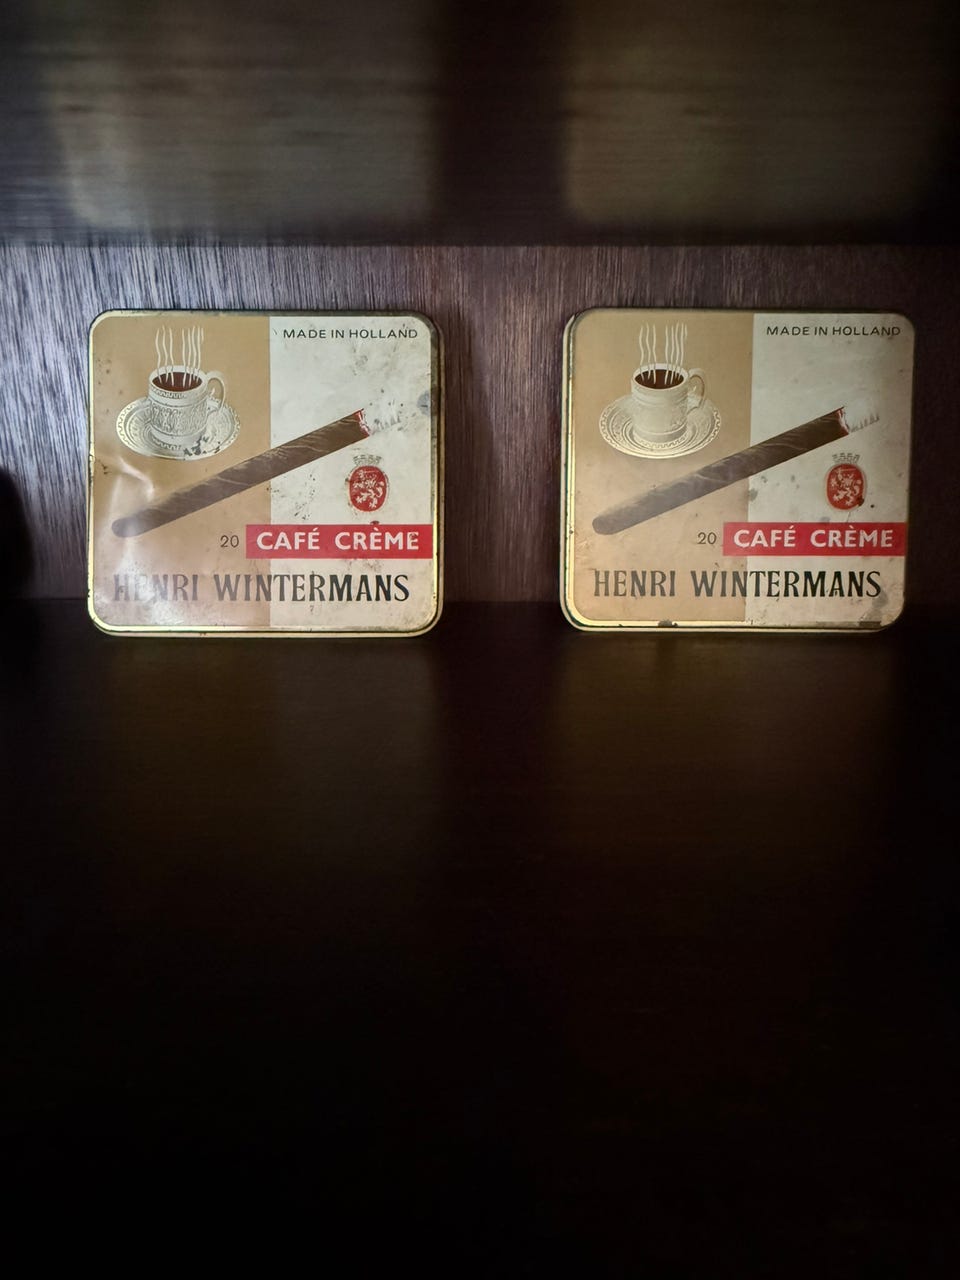 MADE IN HOLLAND
20 CAFÉ CRÈME
HENRI WINTERMANS
MADE IN HOLLAND
20 CAFÉ CRÈME
HENRI WINTERMANS